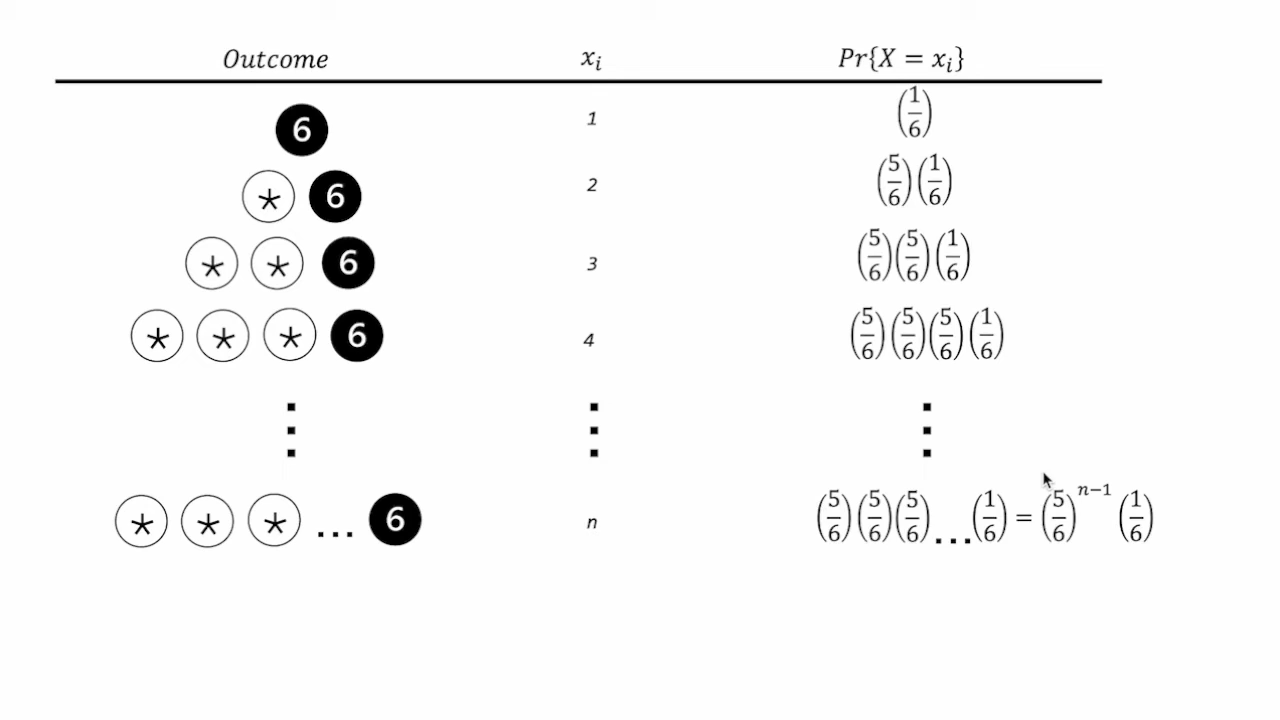 Outcome xᵢ Pr{X = xᵢ}
6 1 (1/6)
* 6 2 (5/6)(1/6)
* * 6 3 (5/6)(5/6)(1/6)
* * * 6 4 (5/6)(5/6)(5/6)(1/6)
⋮ ⋮ ⋮
* * * ... 6 n (5/6)(5/6)(5/6)...(1/6) = (5/6)ⁿ⁻¹ (1/6)